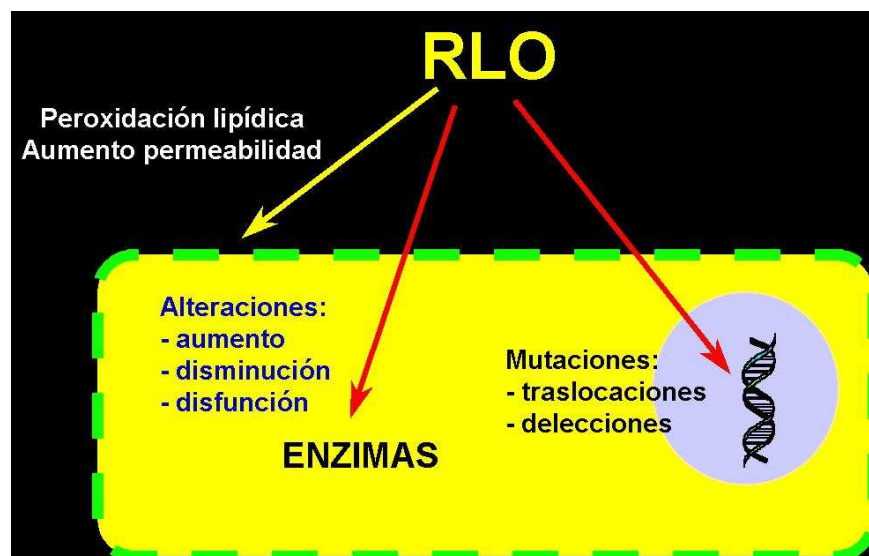 RLO
Peroxidación lipídica
Aumento permeabilidad
Alteraciones:
- aumento
- disminución
- disfunción
ENZIMAS
Mutaciones:
- traslocaciones
- delecciones